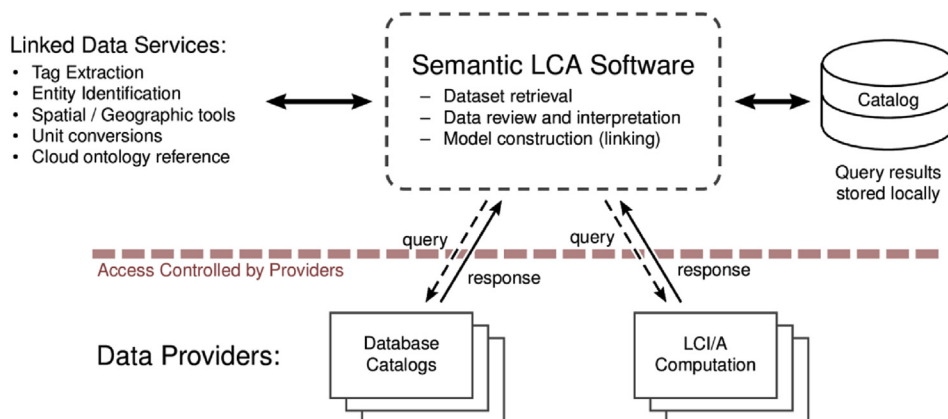 Linked Data Services:
• Tag Extraction
• Entity Identification
• Spatial / Geographic tools
• Unit conversions
• Cloud ontology reference
Semantic LCA Software
– Dataset retrieval
– Data review and interpretation
– Model construction (linking)
Catalog
Query results
stored locally
query
response
query
response
Access Controlled by Providers
Data Providers:
Database
Catalogs
LCI/A
Computation